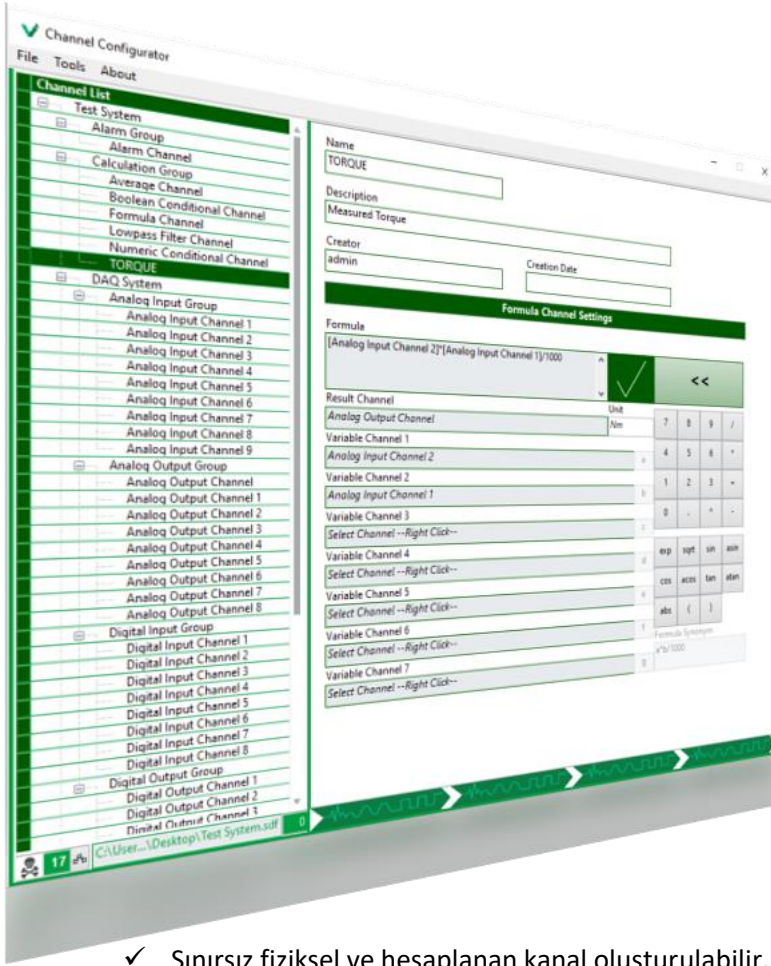 Channel Configurator
File Tools About
Channel List
Test System
Alarm Group
Alarm Channel
Calculation Group
Average Channel
Boolean Conditional Channel
Formula Channel
Lowpass Filter Channel
Numeric Conditional Channel
TORQUE
DAQ System
Analog Input Group
Analog Input Channel 1
Analog Input Channel 2
Analog Input Channel 3
Analog Input Channel 4
Analog Input Channel 5
Analog Input Channel 6
Analog Input Channel 7
Analog Input Channel 8
Analog Input Channel 9
Analog Output Group
Analog Output Channel
Analog Output Channel 1
Analog Output Channel 2
Analog Output Channel 3
Analog Output Channel 4
Analog Output Channel 5
Analog Output Channel 6
Analog Output Channel 7
Analog Output Channel 8
Digital Input Group
Digital Input Channel 1
Digital Input Channel 2
Digital Input Channel 3
Digital Input Channel 4
Digital Input Channel 5
Digital Input Channel 6
Digital Input Channel 7
Digital Input Channel 8
Digital Output Group
Digital Output Channel 1
Digital Output Channel 2
Digital Output Channel 3
17 C:\User...\Desktop\Test System.sdf 0
Name
TORQUE
Description
Measured Torque
Creator
admin
Creation Date
Formula Channel Settings
Formula
[Analog Input Channel 2]*[Analog Input Channel 1]/1000
<<
Result Channel
Unit
Analog Output Channel
Nm
Variable Channel 1
Analog Input Channel 2 a
Variable Channel 2
Analog Input Channel 1 b
Variable Channel 3
Select Channel --Right Click-- c
Variable Channel 4
Select Channel --Right Click-- d
Variable Channel 5
Select Channel --Right Click-- e
Variable Channel 6
Select Channel --Right Click-- f
Variable Channel 7
Select Channel --Right Click-- g
7 8 9 /
4 5 6 *
1 2 3 +
0 . ^ -
exp sqrt sin asin
cos acos tan atan
abs ( )
Formula Synonym
a*b/1000
✓ Sınırsız fiziksel ve hesaplanan kanal oluşturulabilir.